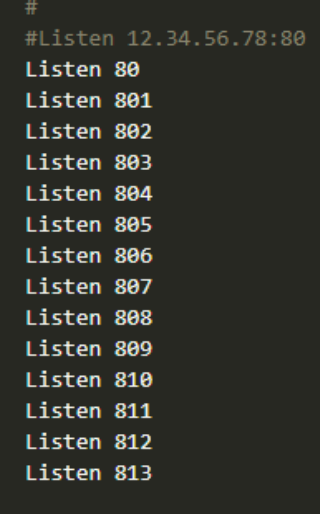 #
#Listen 12.34.56.78:80
Listen 80
Listen 801
Listen 802
Listen 803
Listen 804
Listen 805
Listen 806
Listen 807
Listen 808
Listen 809
Listen 810
Listen 811
Listen 812
Listen 813